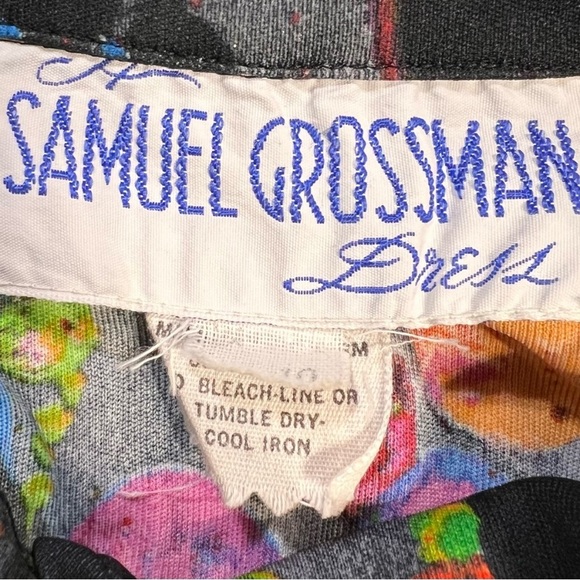 A
SAMUEL GROSSMAN
Dress
BLEACH-LINE OR
TUMBLE DRY-
COOL IRON